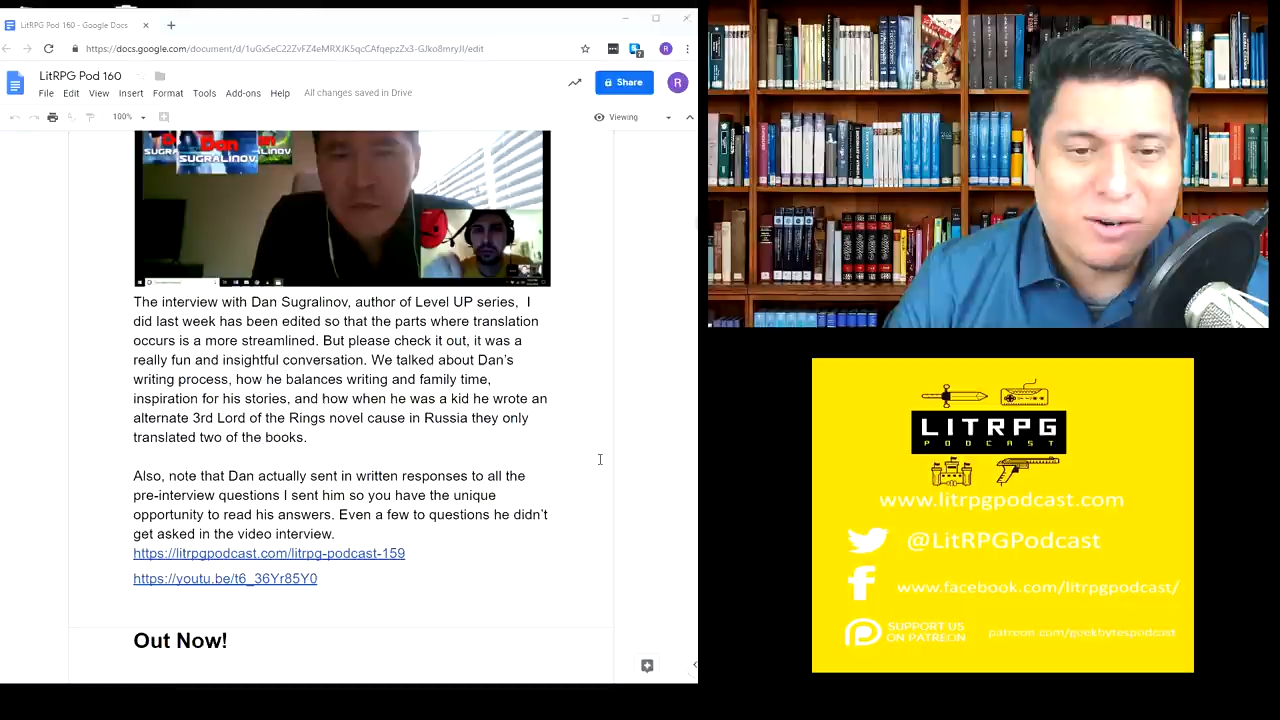 LitRPG Pod 160 - Google Docs
https://docs.google.com/document/d/1uGxSeC22ZvFZ4eMRXJK5qcCAfqepzZx3-GJko8mryJI/edit
LitRPG Pod 160
File Edit View Insert Format Tools Add-ons Help All changes saved in Drive
Share
R
100%
Viewing
Dan
SUGRALINOV
The interview with Dan Sugralinov, author of Level UP series, I
did last week has been edited so that the parts where translation
occurs is a more streamlined. But please check it out, it was a
really fun and insightful conversation. We talked about Dan's
writing process, how he balances writing and family time,
inspiration for his stories, and how when he was a kid he wrote an
alternate 3rd Lord of the Rings novel cause in Russia they only
translated two of the books.
Also, note that Dan actually sent in written responses to all the
pre-interview questions I sent him so you have the unique
opportunity to read his answers. Even a few to questions he didn't
get asked in the video interview.
https://litrpgpodcast.com/litrpg-podcast-159
https://youtu.be/t6_36Yr85Y0
Out Now!
LITRPG
PODCAST
www.litrpgpodcast.com
@LitRPGPodcast
www.facebook.com/litrpgpodcast/
SUPPORT US
ON PATREON
patreon.com/geekbytespodcast